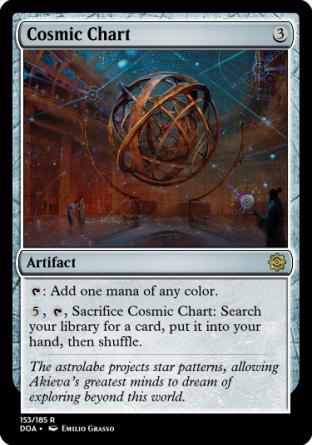 Cosmic Chart 3
Artifact
: Add one mana of any color.
5, , Sacrifice Cosmic Chart: Search
your library for a card, put it into your
hand, then shuffle.
The astrolabe projects star patterns, allowing
Akieva's greatest minds to dream of
exploring beyond this world.
153/185 R
DOA • Emilio Grasso